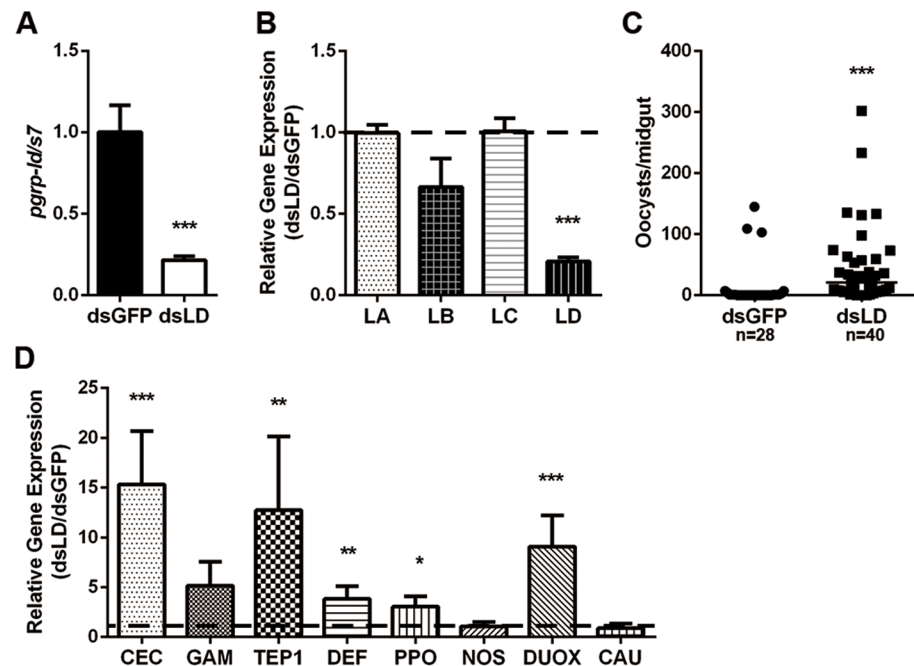 A
pgrp-ld/s7
1.5
1.0
0.5
0.0
***
dsGFP dsLD
B
Relative Gene Expression
(dsLD/dsGFP)
1.5
1.0
0.5
0.0
***
LA LB LC LD
C
Oocysts/midgut
400
300
200
100
0
***
dsGFP dsLD
n=28 n=40
D
Relative Gene Expression
(dsLD/dsGFP)
25
20
15
10
5
0
*** ** ** * ***
CEC GAM TEP1 DEF PPO NOS DUOX CAU